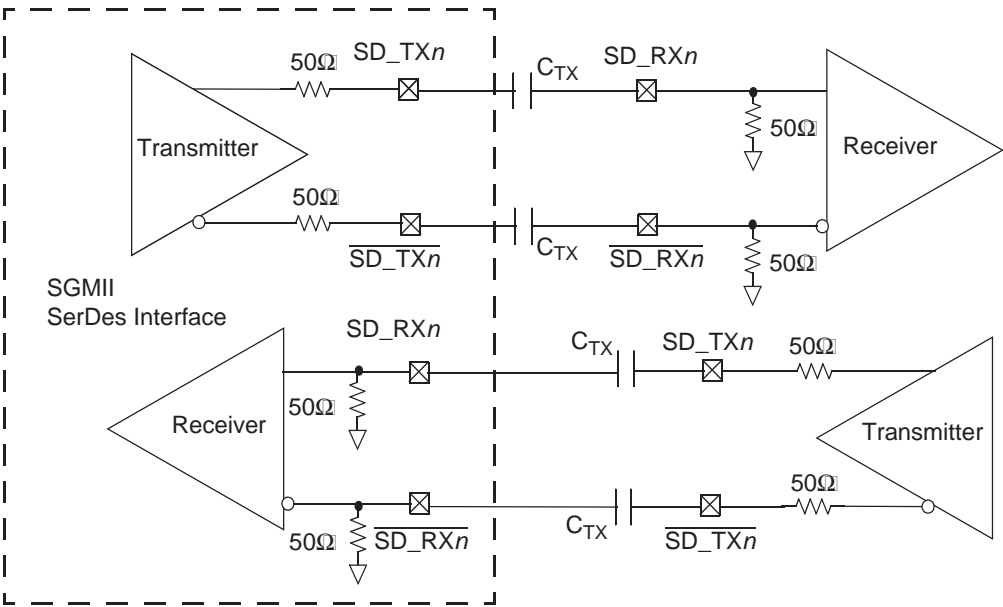 SD_TXn
50Ω
C_TX
SD_RXn
50Ω
Transmitter
Receiver
50Ω
C_TX
SD_TXn
SD_RXn
50Ω
SGMII
SerDes Interface
SD_RXn
C_TX
SD_TXn
50Ω
50Ω
Receiver
Transmitter
50Ω
50Ω
SD_RXn
C_TX
SD_TXn